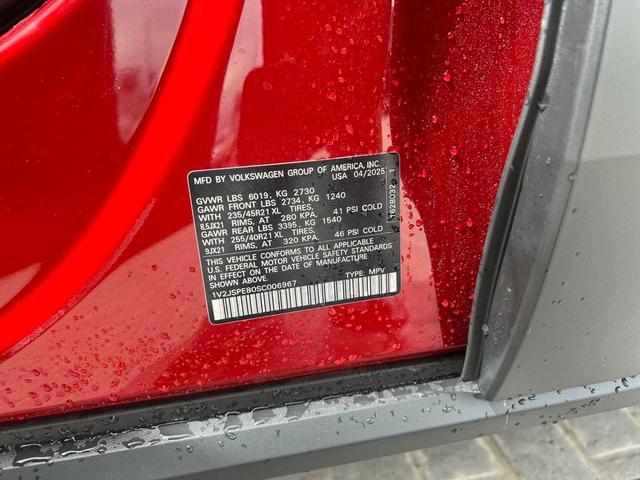 MFD BY VOLKSWAGEN GROUP OF AMERICA, INC.
USA 04/2025
GVWR LBS 6019, KG 2730
GAWR FRONT LBS 2734, KG 1240
WITH 235/45R21 XL TIRES,
8.5JX21 RIMS, AT 280 KPA, 41 PSI COLD
GAWR REAR LBS 3395, KG 1540
WITH 255/40R21 XL TIRES,
9JX21 RIMS, AT 320 KPA, 46 PSI COLD
THIS VEHICLE CONFORMS TO ALL APPLICABLE
U.S. FEDERAL MOTOR VEHICLE SAFETY STANDARDS
IN EFFECT ON THE DATE OF MANUFACTURE
SHOWN ABOVE
1V2JSPE80SC006967 TYPE: MPV
1628032 1